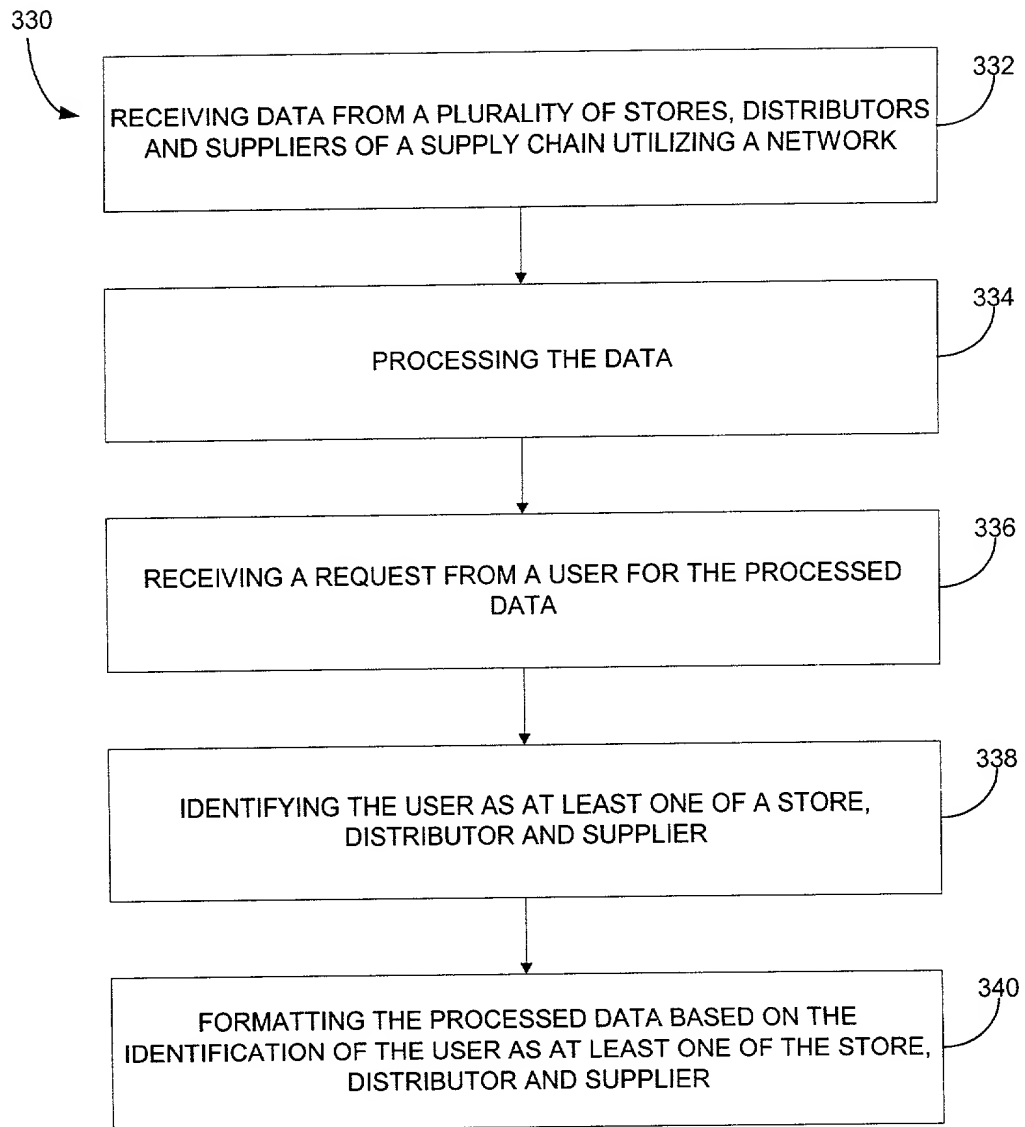 330
332
RECEIVING DATA FROM A PLURALITY OF STORES, DISTRIBUTORS
AND SUPPLIERS OF A SUPPLY CHAIN UTILIZING A NETWORK
334
PROCESSING THE DATA
336
RECEIVING A REQUEST FROM A USER FOR THE PROCESSED
DATA
338
IDENTIFYING THE USER AS AT LEAST ONE OF A STORE,
DISTRIBUTOR AND SUPPLIER
340
FORMATTING THE PROCESSED DATA BASED ON THE
IDENTIFICATION OF THE USER AS AT LEAST ONE OF THE STORE,
DISTRIBUTOR AND SUPPLIER